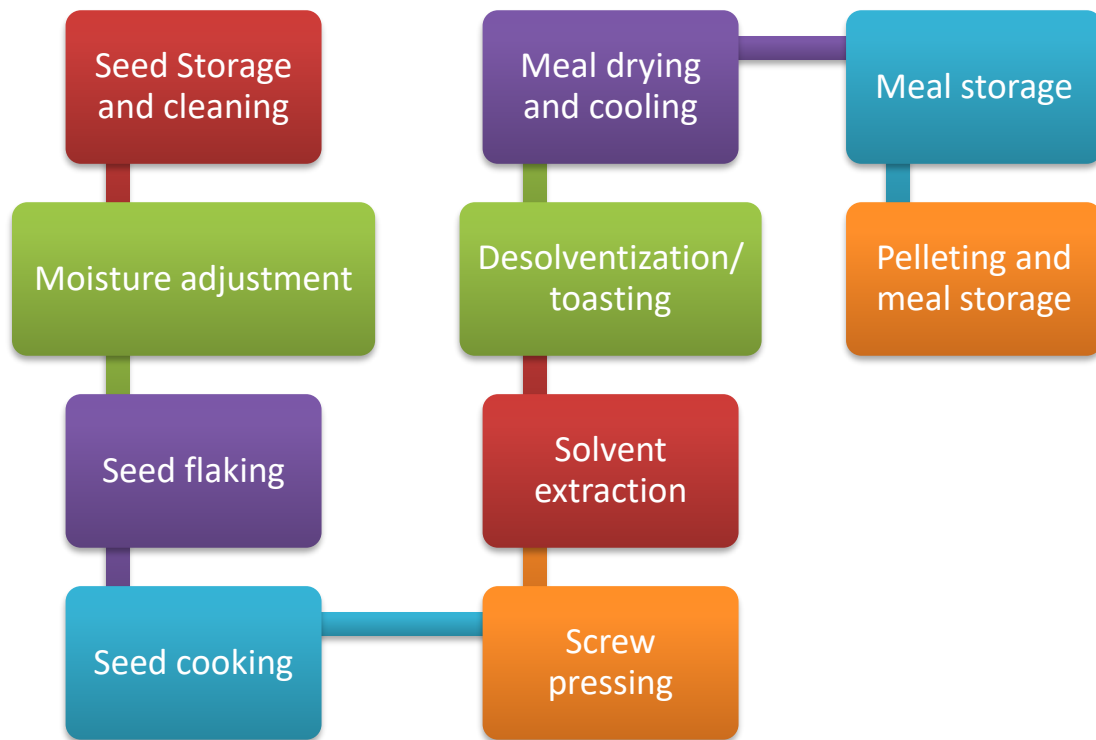 Seed Storage
and cleaning
Moisture adjustment
Seed flaking
Seed cooking
Screw
pressing
Solvent
extraction
Desolventization/
toasting
Meal drying
and cooling
Meal storage
Pelleting and
meal storage